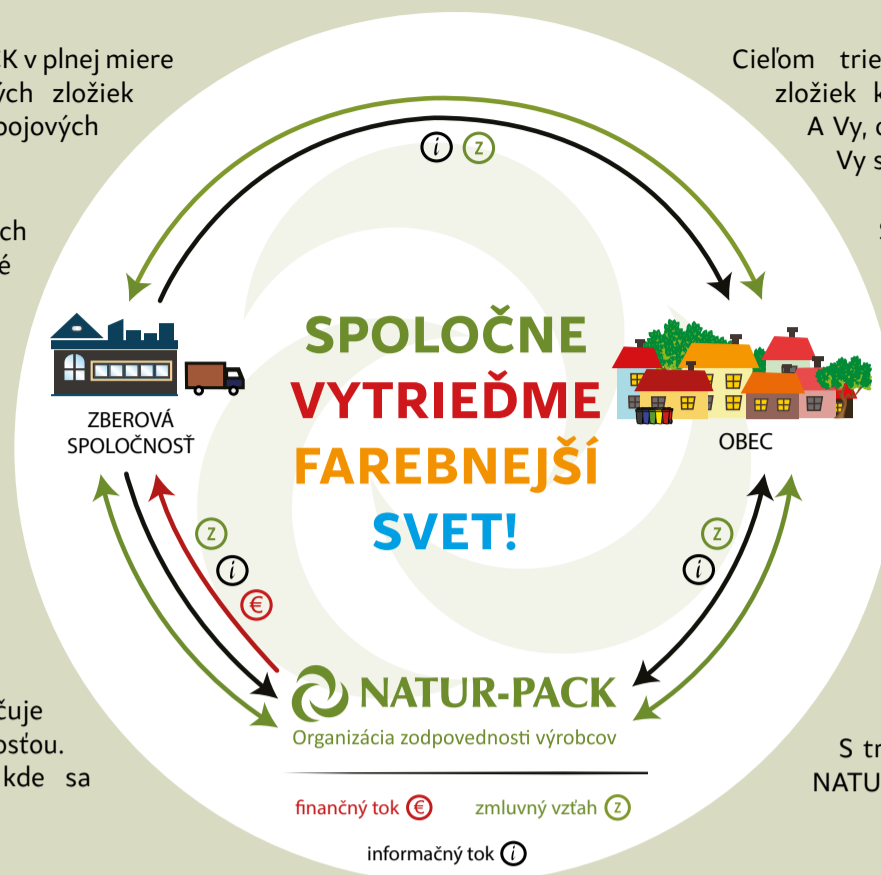 K v plnej miere
ých zložiek
pojových
ch
é
Cieľom trie
zložiek k
A Vy,
Vy s
i z
SPOLOČNE
VYTRIEĎME
FAREBNEJŠÍ
SVET!
ZBEROVÁ
SPOLOČNOSŤ
OBEC
z
i
€
z
i
NATUR-PACK
Organizácia zodpovednosti výrobcov
čuje
osťou.
kde sa
S tr
NATU
finančný tok €
zmluvný vzťah z
informačný tok i